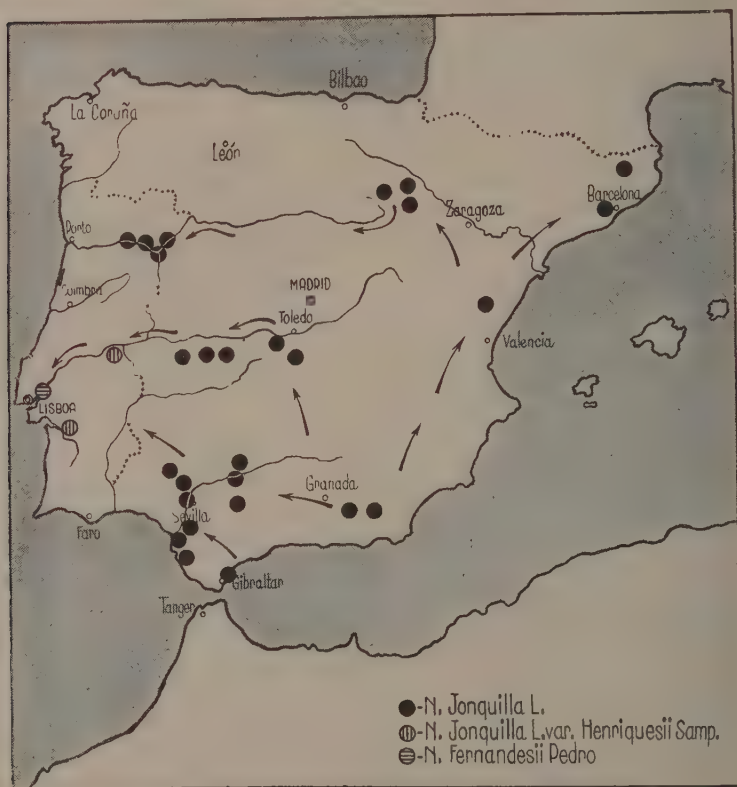 Bilbao
La Coruña
León
Zaragoza
Barcelona
Porto
MADRID
Toledo
Valencia
LISBOA
Granada
Sevilla
Faro
Gibraltar
Tanger
-N. Jonquilla L.
-N. Jonquilla L.var. Henriquesii Samp.
-N. Fernandesii Pedro